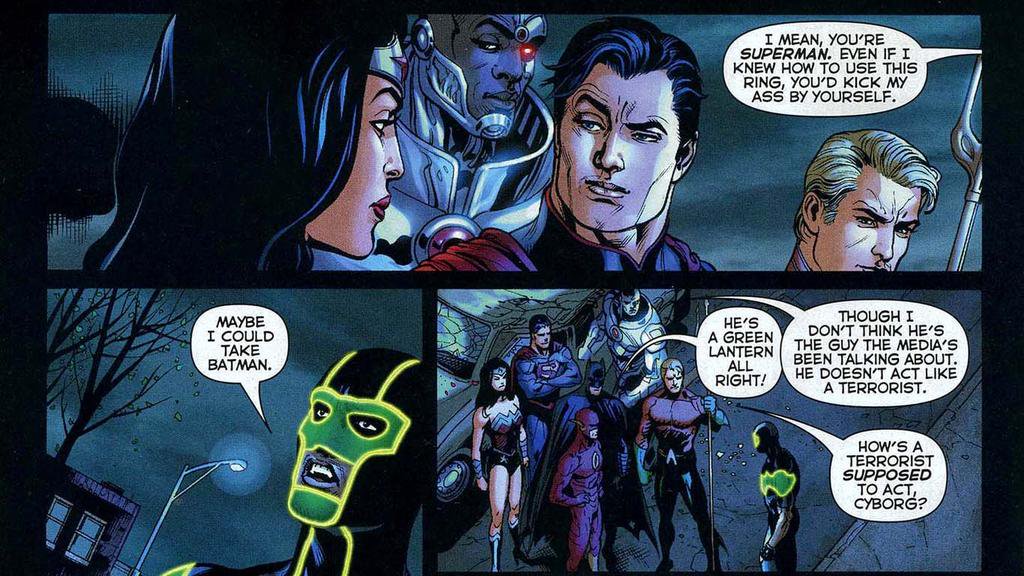 I MEAN, YOU'RE
SUPERMAN. EVEN IF I
KNEW HOW TO USE THIS
RING, YOU'D KICK MY
ASS BY YOURSELF.
MAYBE
I COULD
TAKE
BATMAN.
HE'S
A GREEN
LANTERN
ALL
RIGHT!
THOUGH I
DON'T THINK HE'S
THE GUY THE MEDIA'S
BEEN TALKING ABOUT.
HE DOESN'T ACT LIKE
A TERRORIST.
HOW'S A
TERRORIST
SUPPOSED
TO ACT,
CYBORG?